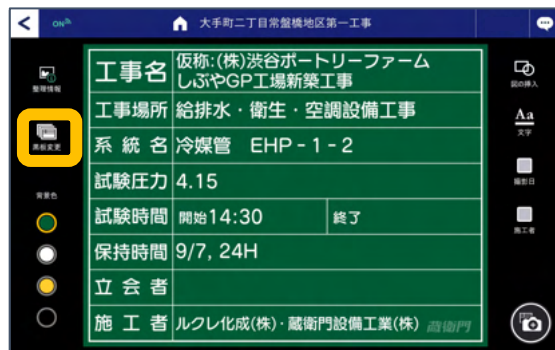 ON
大手町二丁目常盤橋地区第一工事
整理情報
黒板変更
背景色
工事名 仮称:(株)渋谷ポートリーファーム
しぶやGP工場新築工事
工事場所 給排水・衛生・空調設備工事
系統名 冷媒管 EHP-1-2
試験圧力 4.15
試験時間 開始14:30 終了
保持時間 9/7, 24H
立会者
施工者 ルクレ化成(株)・蔵衛門設備工業(株) 蔵衛門
図の挿入
Aa
文字
撮影日
施工者